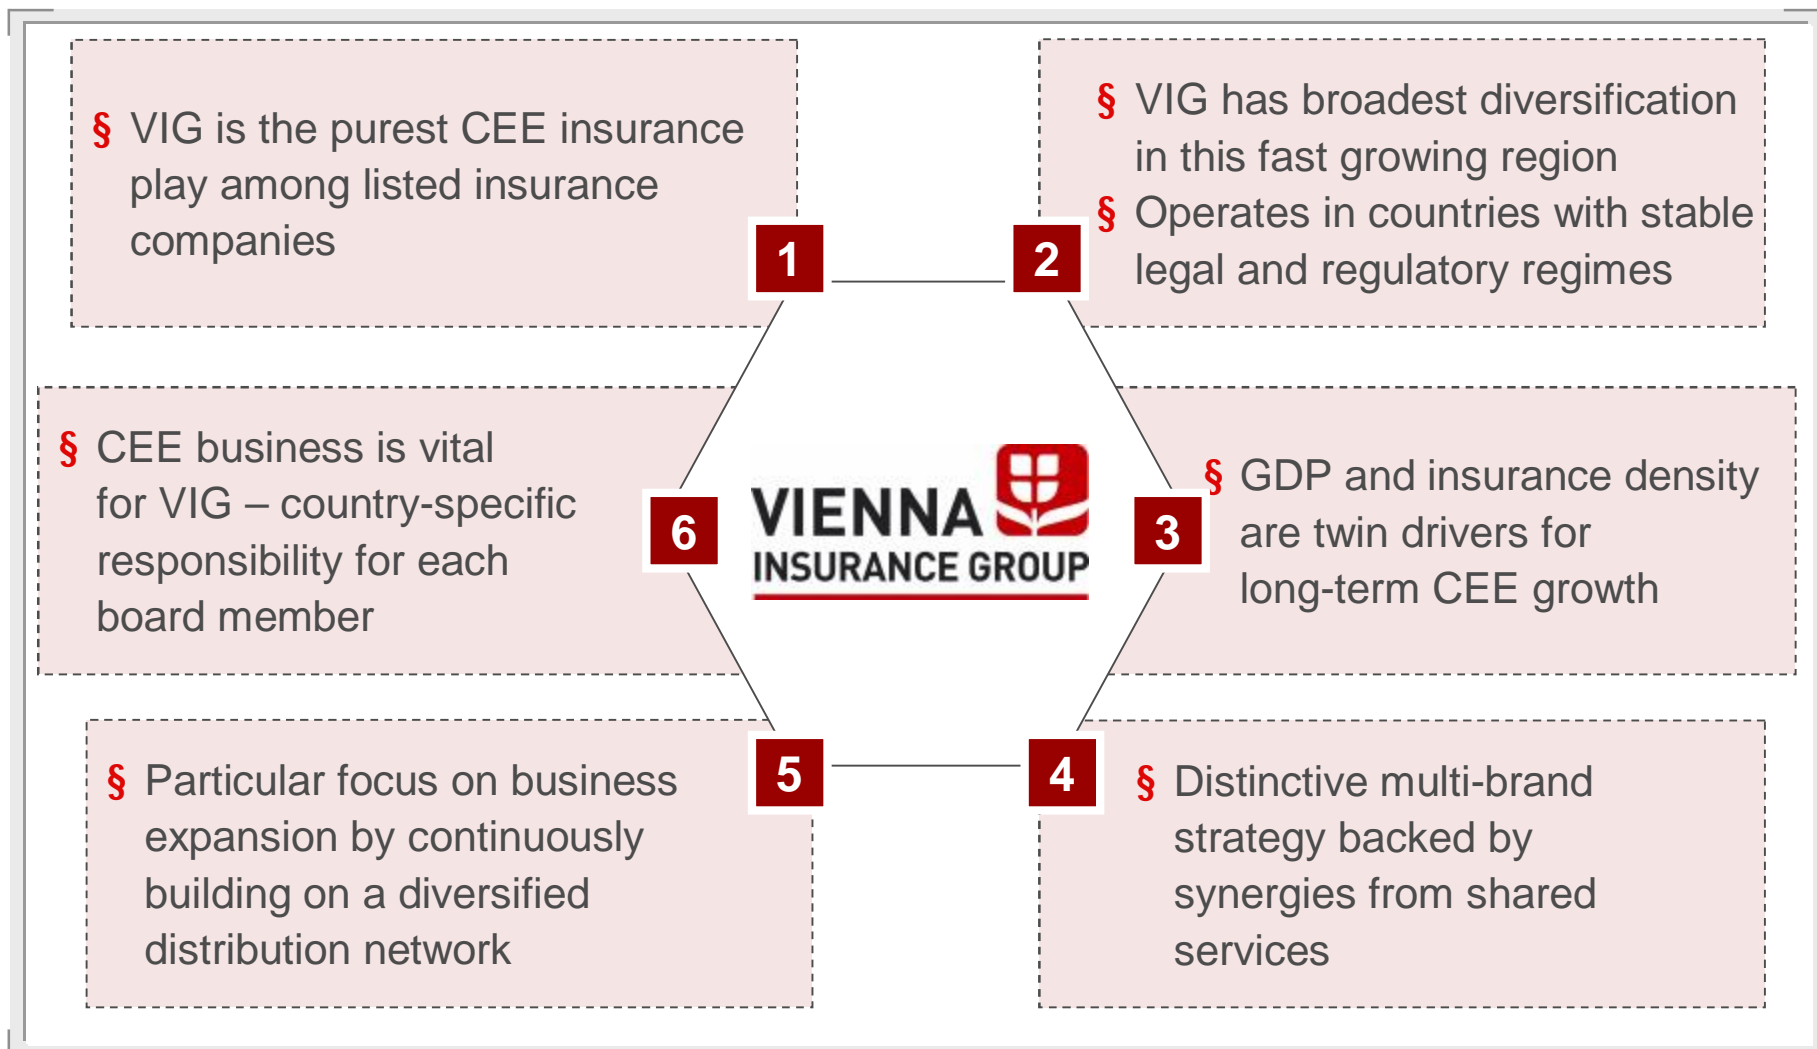 § VIG is the purest CEE insurance
play among listed insurance
companies
1
§ VIG has broadest diversification
in this fast growing region
§ Operates in countries with stable
legal and regulatory regimes
2
§ GDP and insurance density
are twin drivers for
long-term CEE growth
3
§ Distinctive multi-brand
strategy backed by
synergies from shared
services
4
§ Particular focus on business
expansion by continuously
building on a diversified
distribution network
5
§ CEE business is vital
for VIG – country-specific
responsibility for each
board member
6
VIENNA
INSURANCE GROUP